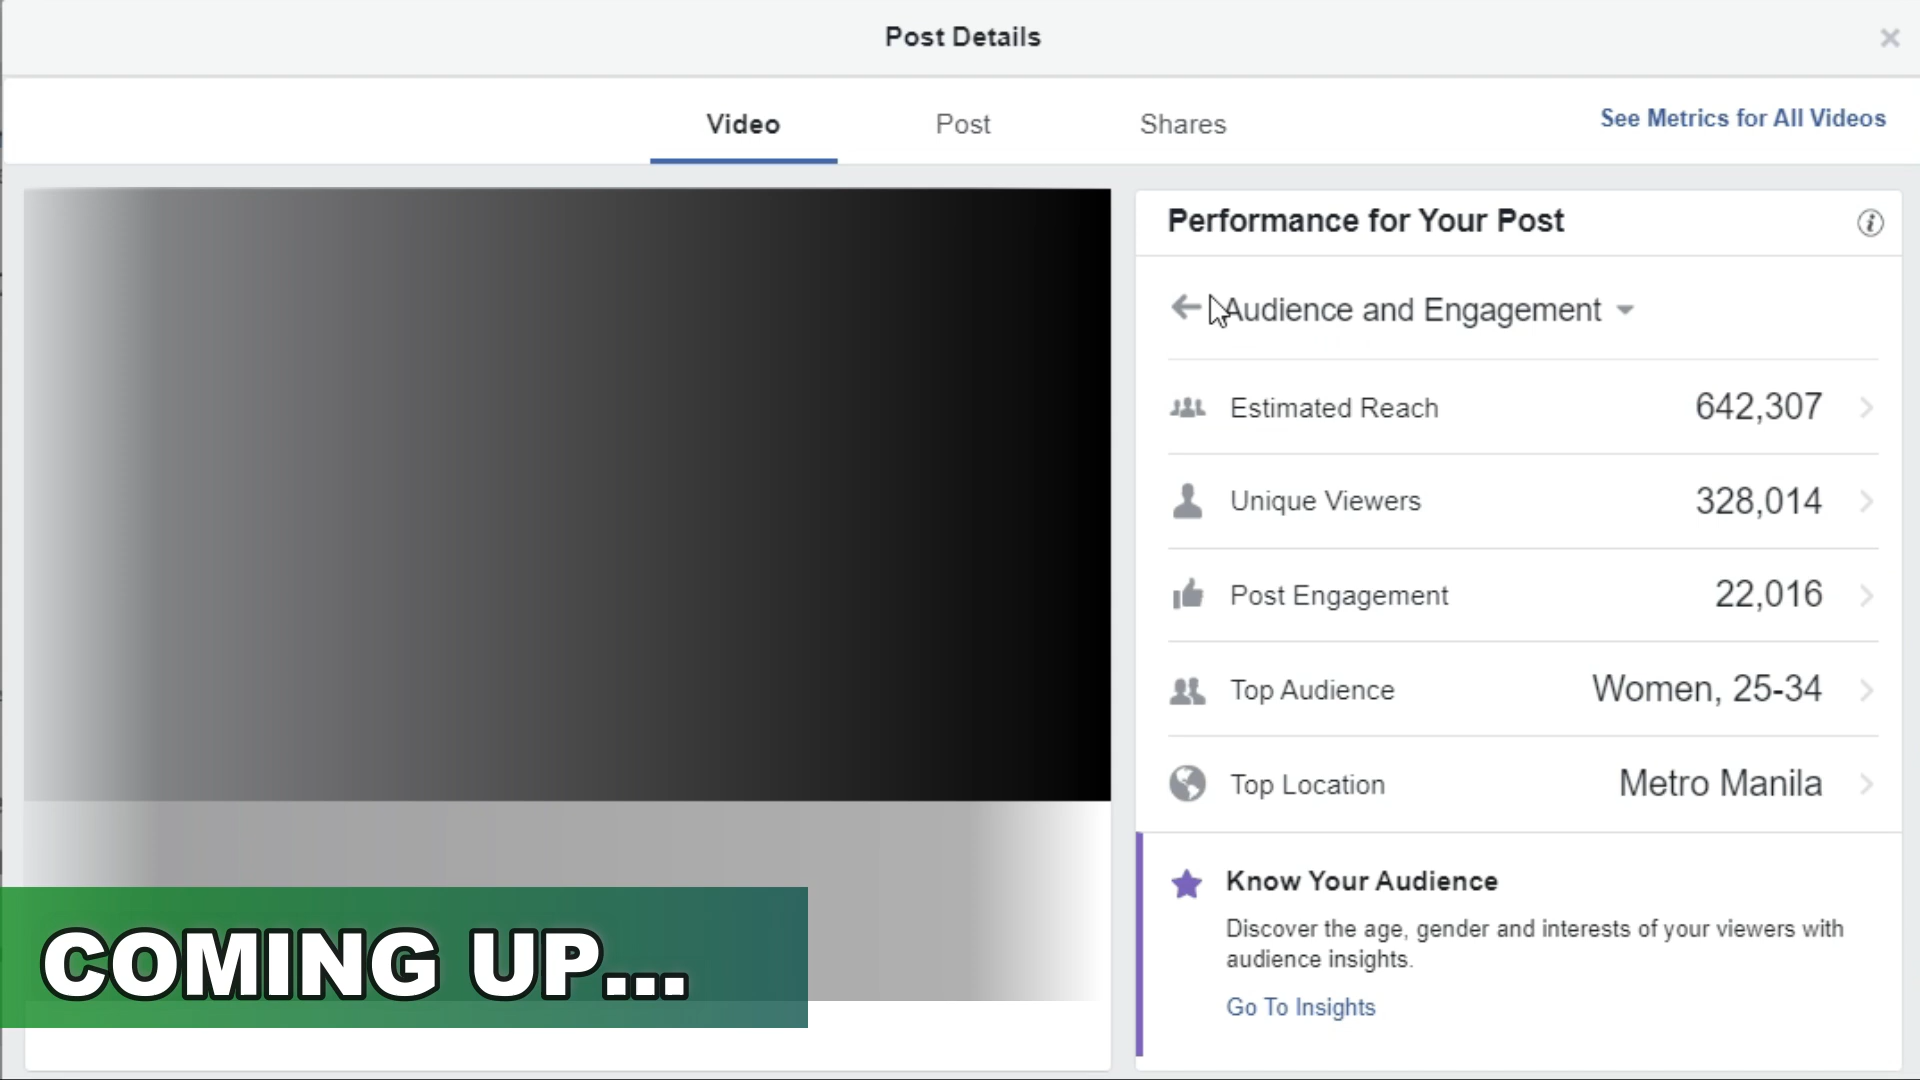 Post Details
Video
Post
Shares
See Metrics for All Videos
Performance for Your Post
Audience and Engagement
Estimated Reach 642,307
Unique Viewers 328,014
Post Engagement 22,016
Top Audience Women, 25-34
Top Location Metro Manila
Know Your Audience
Discover the age, gender and interests of your viewers with
audience insights.
Go To Insights
COMING UP...